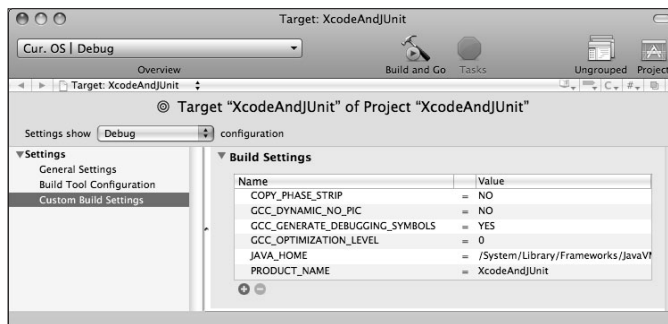 Target: XcodeAndJUnit
Cur. OS | Debug
Overview
Build and Go
Tasks
Ungrouped
Project
Target: XcodeAndJUnit
C
#
Target “XcodeAndJUnit” of Project “XcodeAndJUnit”
Settings show Debug configuration
Settings
General Settings
Build Tool Configuration
Custom Build Settings
Build Settings
Name Value
COPY_PHASE_STRIP = NO
GCC_DYNAMIC_NO_PIC = NO
GCC_GENERATE_DEBUGGING_SYMBOLS = YES
GCC_OPTIMIZATION_LEVEL = 0
JAVA_HOME = /System/Library/Frameworks/JavaV
PRODUCT_NAME = XcodeAndJUnit